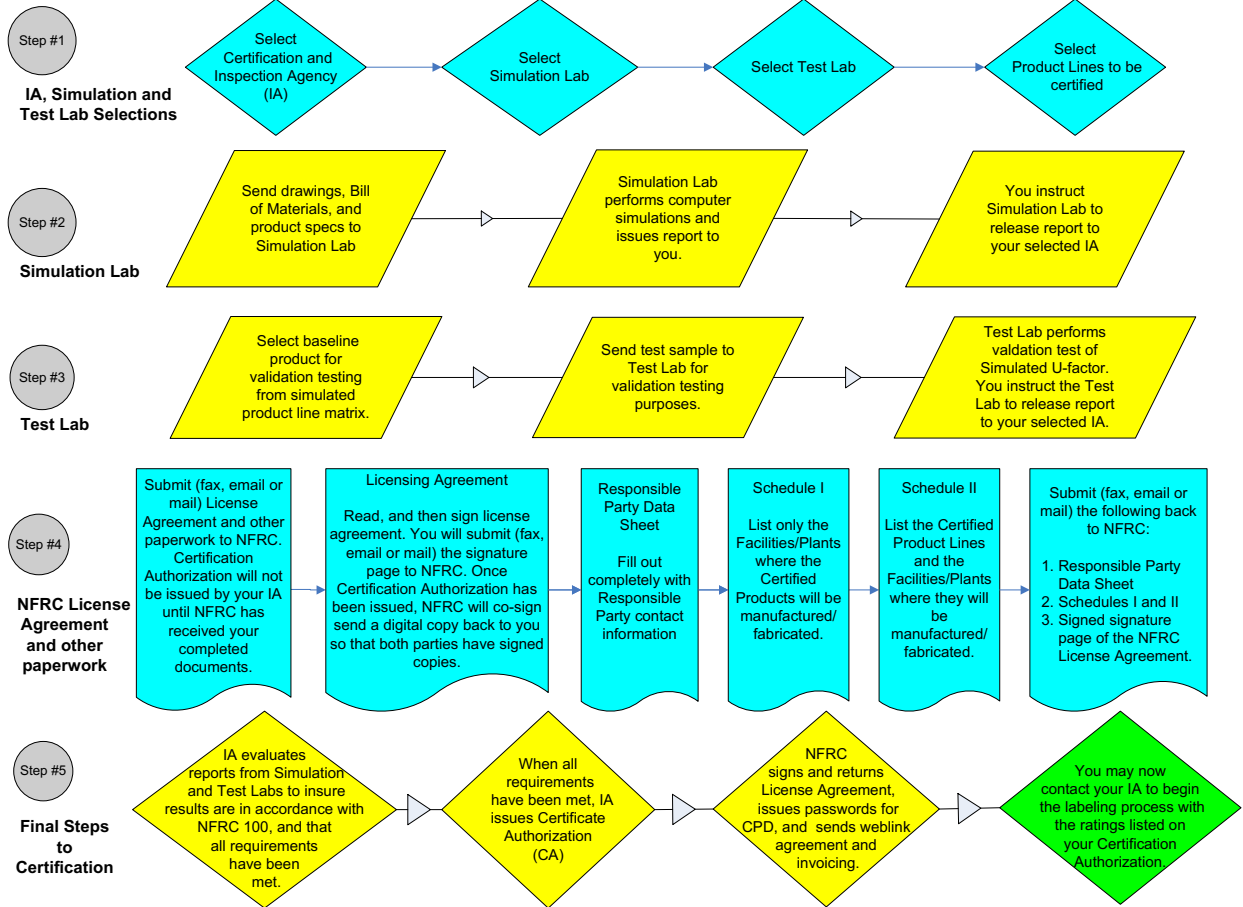 Step #1
IA, Simulation and
Test Lab Selections
Select
Certification and
Inspection Agency
(IA)
Select
Simulation Lab
Select Test Lab
Select
Product Lines to be
certified
Step #2
Simulation Lab
Send drawings, Bill
of Materials, and
product specs to
Simulation Lab
Simulation Lab
performs computer
simulations and
issues report to
you.
You instruct
Simulation Lab to
release report to
your selected IA
Step #3
Test Lab
Select baseline
product for
validation testing
from simulated
product line matrix.
Send test sample to
Test Lab for
validation testing
purposes.
Test Lab performs
valdation test of
Simulated U-factor.
You instruct the Test
Lab to release report
to your selected IA.
Step #4
NFRC License
Agreement
and other
paperwork
Submit (fax, email or
mail) License
Agreement and other
paperwork to NFRC.
Certification
Authorization will not
be issued by your IA
until NFRC has
received your
completed
documents.
Licensing Agreement
Read, and then sign license
agreement. You will submit (fax,
email or mail) the signature
page to NFRC. Once
Certification Authorization has
been issued, NFRC will co-sign
send a digital copy back to you
so that both parties have signed
copies.
Responsible
Party Data
Sheet
Fill out
completely with
Responsible
Party contact
information
Schedule I
List only the
Facilities/Plants
where the
Certified
Products will be
manufactured/
fabricated.
Schedule II
List the Certified
Product Lines and
the
Facilities/Plants
where they will
be
manufactured/
fabricated.
Submit (fax, email or
mail) the following back
to NFRC:
1. Responsible Party
Data Sheet
2. Schedules I and II
3. Signed signature
page of the NFRC
License Agreement.
Step #5
Final Steps
to
Certification
IA evaluates
reports from Simulation
and Test Labs to insure
results are in accordance with
NFRC 100, and that
all requirements
have been
met.
When all
requirements
have been met, IA
issues Certificate
Authorization
(CA)
NFRC
signs and returns
License Agreement,
issues passwords for
CPD, and sends weblink
agreement and
invoicing.
You may now
contact your IA to begin
the labeling process with
the ratings listed on
your Certification
Authorization.